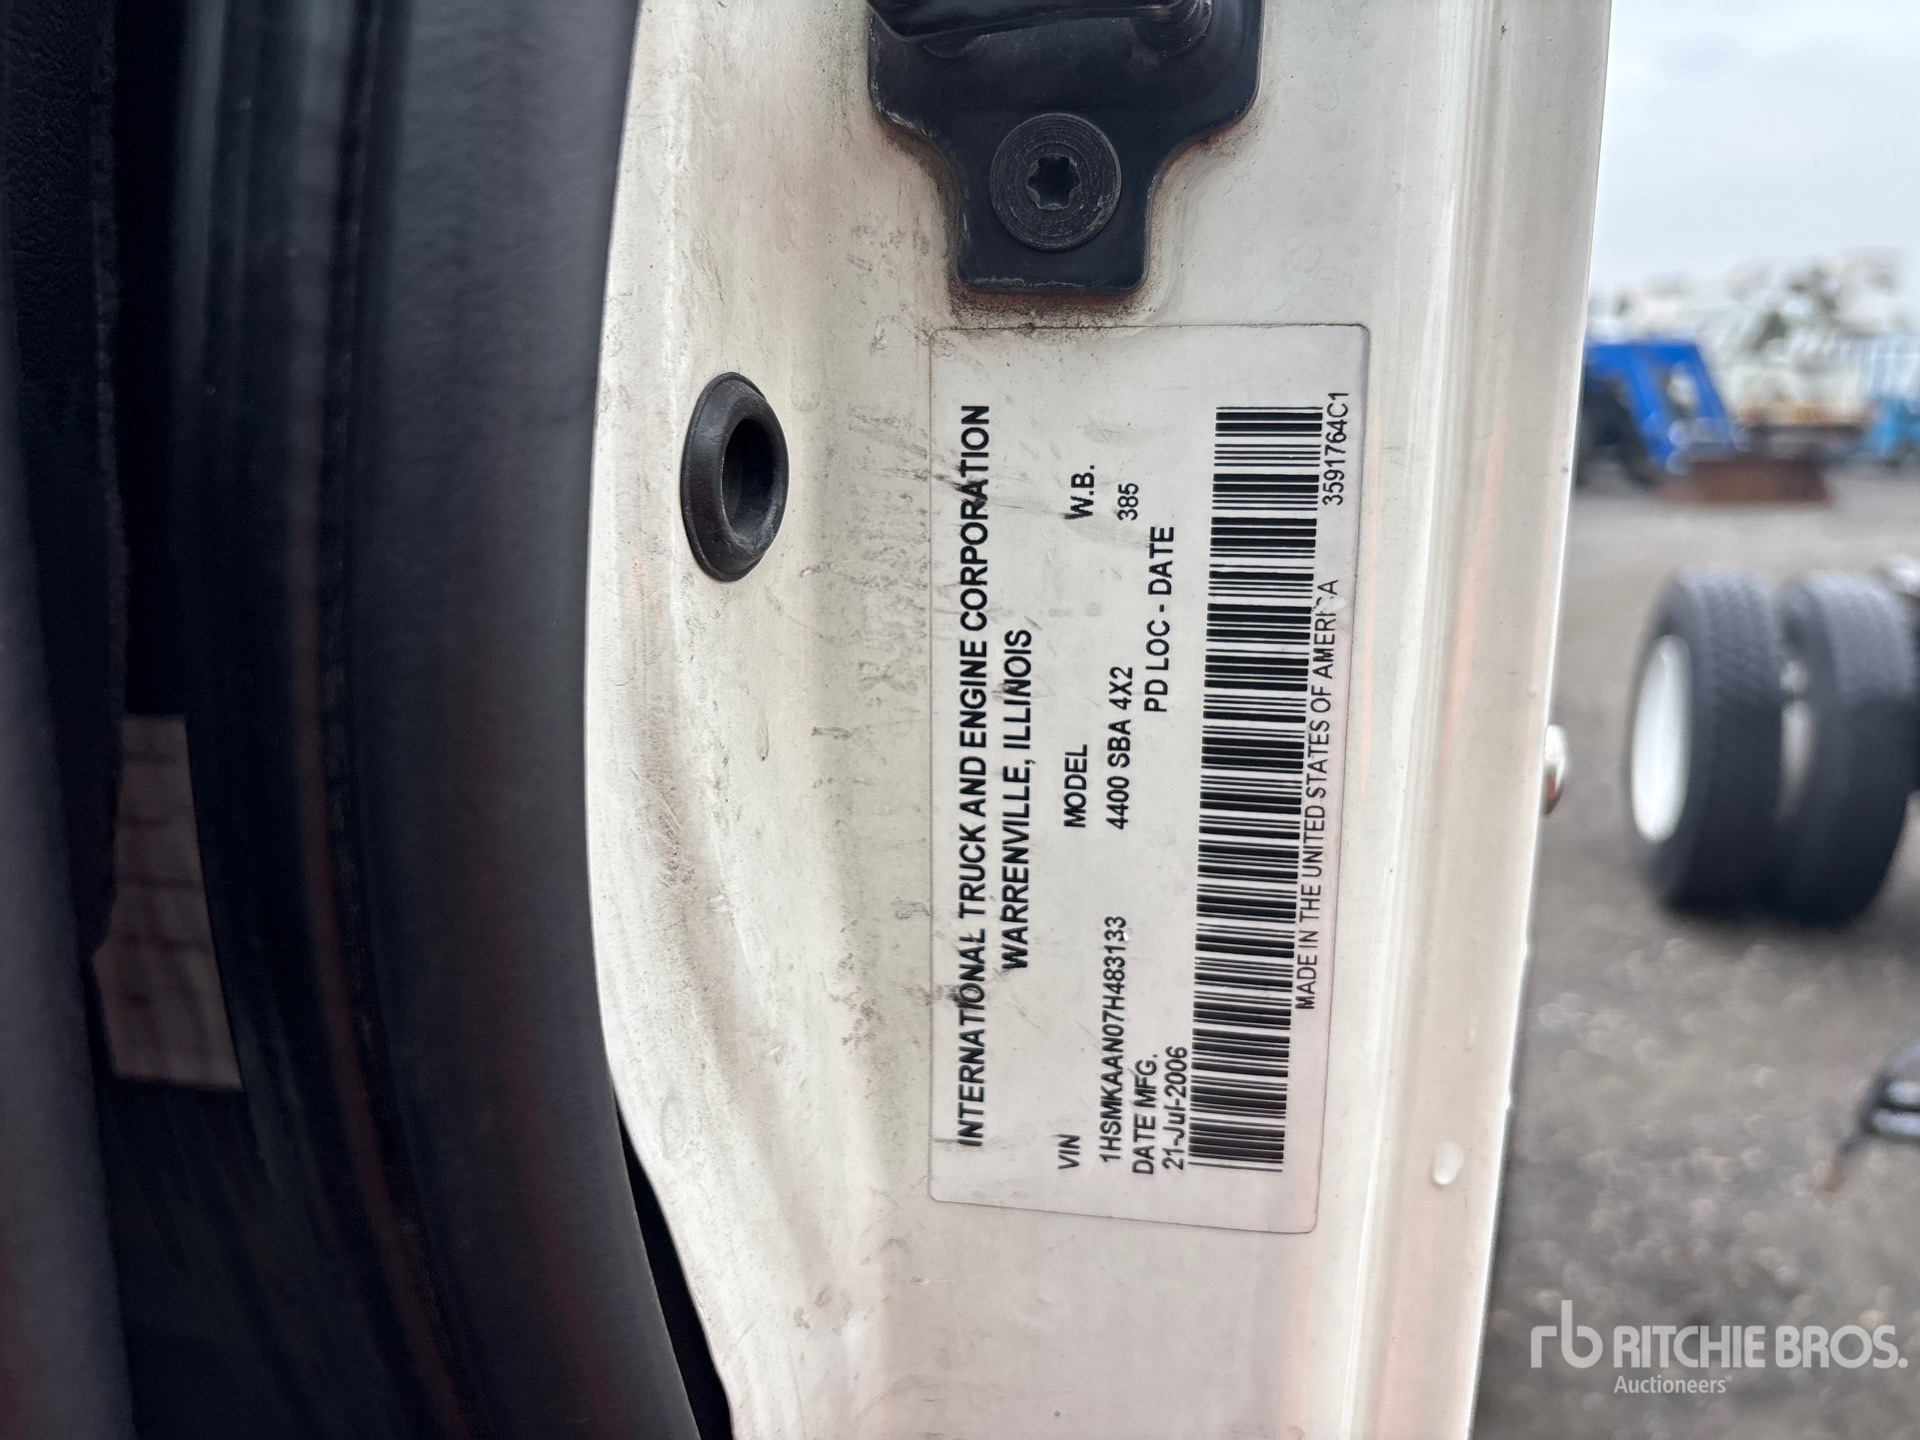 INTERNATIONAL TRUCK AND ENGINE CORPORATION
WARRENVILLE, ILLINOIS
VIN MODEL W.B.
1HSMKAAN07H483133 4400 SBA 4X2 385
DATE MFG. PD LOC - DATE
21-Jul-2006
MADE IN THE UNITED STATES OF AMERICA 3591764C1
rb RITCHIE BROS.
Auctioneers